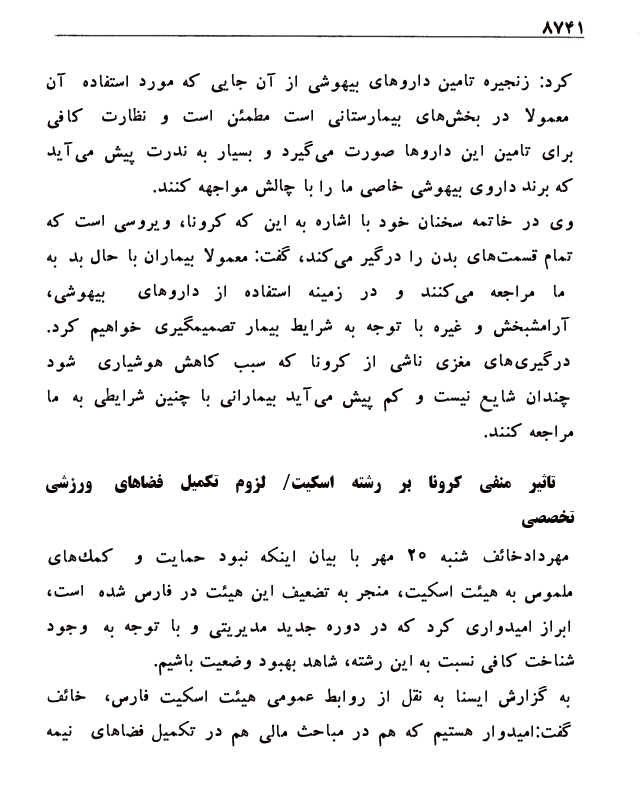 ۸۷۴۱
کرد: زنجیره تامین داروهای بیهوشی از آن جایی که مورد استفاده آن
معمولا در بخش‌های بیمارستانی است مطمئن است و نظارت کافی
برای تامین این داروها صورت می‌گیرد و بسیار به ندرت پیش می‌آید
که برند داروی بیهوشی خاصی ما را با چالش مواجهه کنند.
وی در خاتمه سخنان خود با اشاره به این که کرونا، ویروسی است که
تمام قسمت‌های بدن را درگیر می‌کند، گفت: معمولا بیماران با حال بد به
ما مراجعه می‌کنند و در زمینه استفاده از داروهای بیهوشی،
آرامشبخش و غیره با توجه به شرایط بیمار تصمیمگیری خواهیم کرد.
درگیری‌های مغزی ناشی از کرونا که سبب کاهش هوشیاری شود
چندان شایع نیست و کم پیش می‌آید بیمارانی با چنین شرایطی به ما
مراجعه کنند.
تاثیر منفی کرونا بر رشته اسکیت/ لزوم تکمیل فضاهای ورزشی
تخصصی
مهردادخائف شنبه ۲۰ مهر با بیان اینکه نبود حمایت و کمك‌های
ملموس به هیئت اسکیت، منجر به تضعیف این هیئت در فارس شده است،
ابراز امیدواری کرد که در دوره جدید مدیریتی و با توجه به وجود
شناخت کافی نسبت به این رشته، شاهد بهبود وضعیت باشیم.
به گزارش ایسنا به نقل از روابط عمومی هیئت اسکیت فارس، خائف
گفت:امیدوار هستیم که هم در مباحث مالی هم در تکمیل فضاهای نیمه